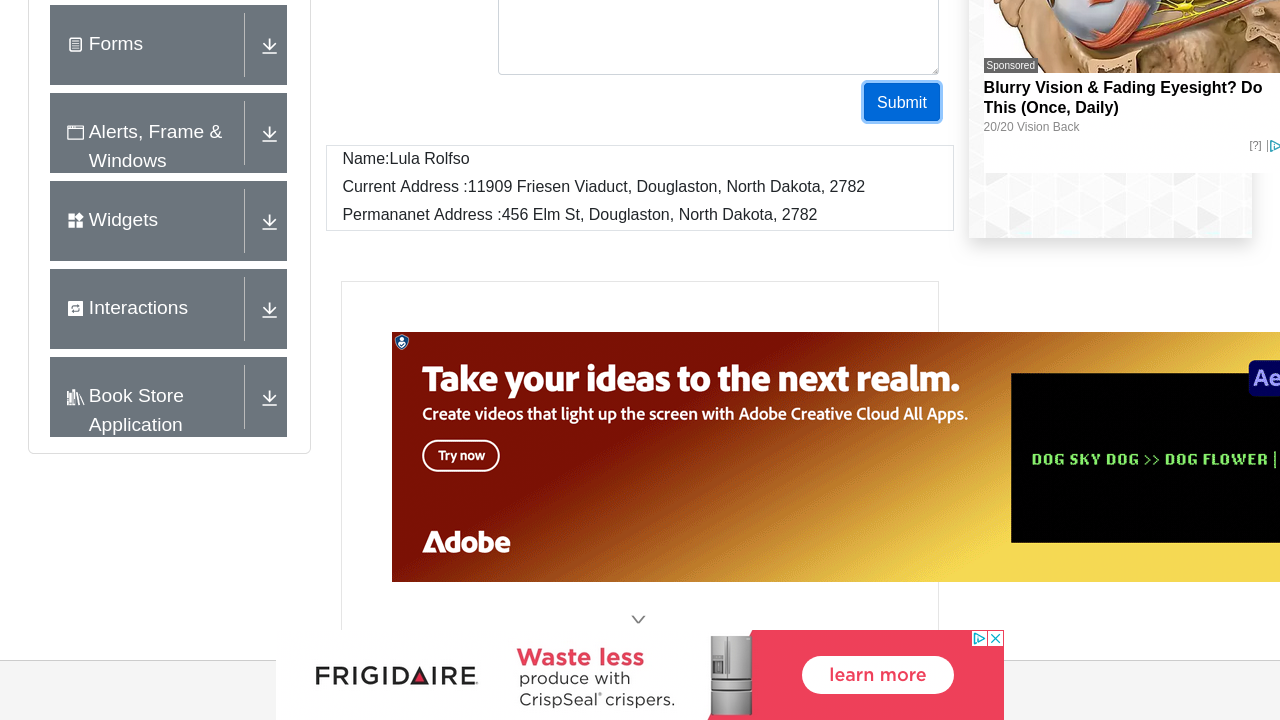 Forms
Alerts, Frame &
Windows
Widgets
Interactions
Book Store
Application
Submit
Name:Lula Rolfso
Current Address :11909 Friesen Viaduct, Douglaston, North Dakota, 2782
Permananet Address :456 Elm St, Douglaston, North Dakota, 2782
Sponsored
Blurry Vision & Fading Eyesight? Do
This (Once, Daily)
20/20 Vision Back
[?]
Take your ideas to the next realm.
Create videos that light up the screen with Adobe Creative Cloud All Apps.
Try now
Adobe
Ae
DOG SKY DOG >> DOG FLOWER |
FRIGIDAIRE
Waste less
produce with
CrispSeal® crispers.
learn more